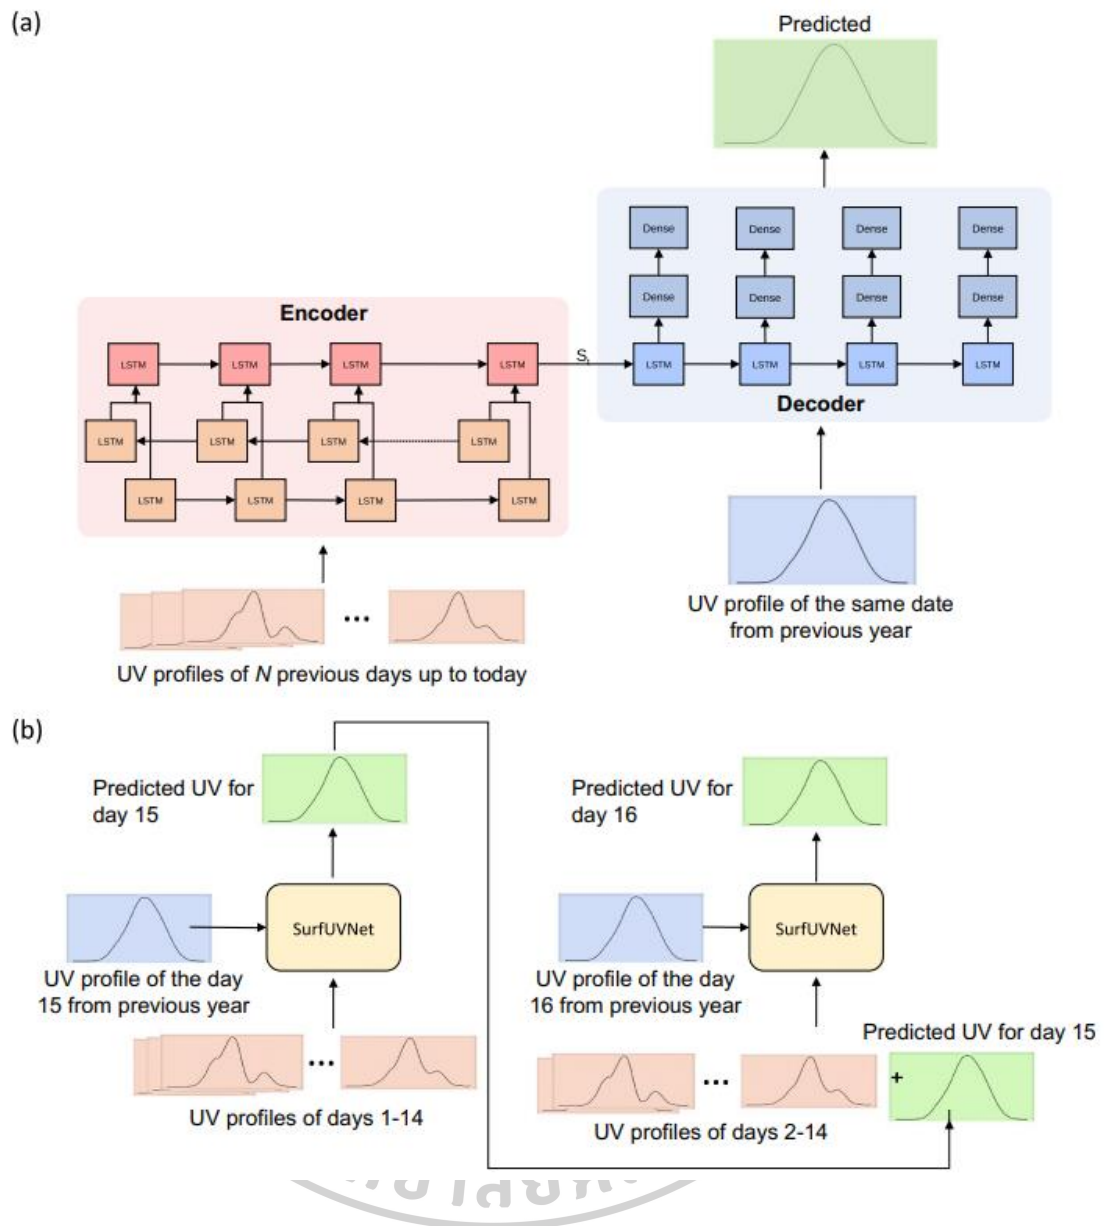 (a)
Predicted
Dense Dense Dense Dense
Dense Dense Dense Dense
Encoder
LSTM LSTM LSTM LSTM
S
LSTM LSTM LSTM LSTM
Decoder
LSTM LSTM LSTM LSTM
LSTM LSTM LSTM LSTM
...
UV profile of the same date
from previous year
UV profiles of N previous days up to today
(b)
Predicted UV for
day 15
SurfUVNet
UV profile of the day
15 from previous year
...
UV profiles of days 1-14
Predicted UV for
day 16
SurfUVNet
UV profile of the day
16 from previous year
Predicted UV for day 15
...
+
UV profiles of days 2-14